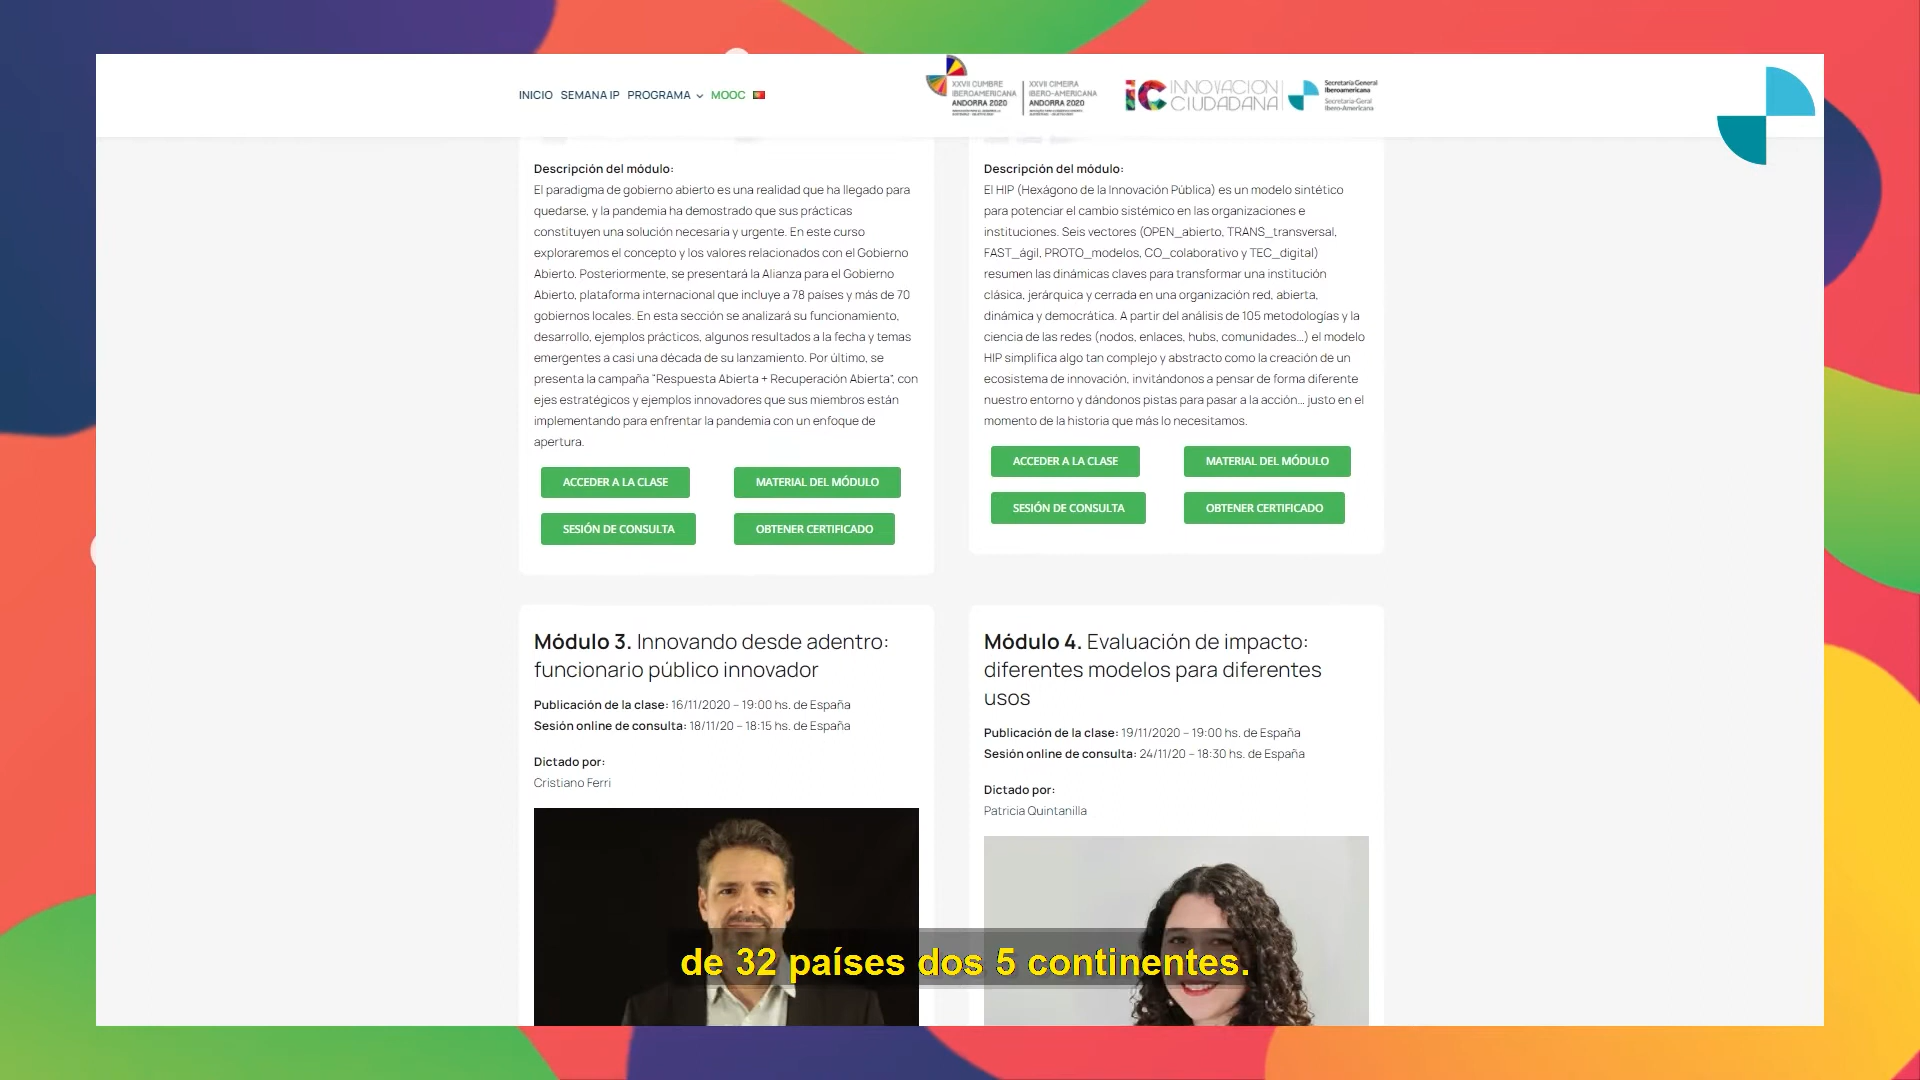 INICIO SEMANA IP PROGRAMA MOOC
XXVII CUMBRE
IBEROAMERICANA
ANDORRA 2020
XXVII CIMEIRA
IBERO-AMERICANA
ANDORRA 2020
iC INNOVACIÓN
CIUDADANA
Secretaría General
Iberoamericana
Secretaria-Geral
Ibero-Americana
Descripción del módulo:
El paradigma de gobierno abierto es una realidad que ha llegado para
quedarse, y la pandemia ha demostrado que sus prácticas
constituyen una solución necesaria y urgente. En este curso
exploraremos el concepto y los valores relacionados con el Gobierno
Abierto. Posteriormente, se presentará la Alianza para el Gobierno
Abierto, plataforma internacional que incluye a 78 países y más de 70
gobiernos locales. En esta sección se analizará su funcionamiento,
desarrollo, ejemplos prácticos, algunos resultados a la fecha y temas
emergentes a casi una década de su lanzamiento. Por último, se
presenta la campaña "Respuesta Abierta + Recuperación Abierta", con
ejes estratégicos y ejemplos innovadores que sus miembros están
implementando para enfrentar la pandemia con un enfoque de
apertura.
ACCEDER A LA CLASE
MATERIAL DEL MÓDULO
SESIÓN DE CONSULTA
OBTENER CERTIFICADO
Descripción del módulo:
El HIP (Hexágono de la Innovación Pública) es un modelo sintético
para potenciar el cambio sistémico en las organizaciones e
instituciones. Seis vectores (OPEN_abierto, TRANS_transversal,
FAST_ágil, PROTO_modelos, CO_colaborativo y TEC_digital)
resumen las dinámicas claves para transformar una institución
clásica, jerárquica y cerrada en una organización red, abierta,
dinámica y democrática. A partir del análisis de 105 metodologías y la
ciencia de las redes (nodos, enlaces, hubs, comunidades...) el modelo
HIP simplifica algo tan complejo y abstracto como la creación de un
ecosistema de innovación, invitándonos a pensar de forma diferente
nuestro entorno y dándonos pistas para pasar a la acción... justo en el
momento de la historia que más lo necesitamos.
ACCEDER A LA CLASE
MATERIAL DEL MÓDULO
SESIÓN DE CONSULTA
OBTENER CERTIFICADO
Módulo 3. Innovando desde adentro:
funcionario público innovador
Publicación de la clase: 16/11/2020 – 19:00 hs. de España
Sesión online de consulta: 18/11/20 – 18:15 hs. de España
Dictado por:
Cristiano Ferri
Módulo 4. Evaluación de impacto:
diferentes modelos para diferentes
usos
Publicación de la clase: 19/11/2020 – 19:00 hs. de España
Sesión online de consulta: 24/11/20 – 18:30 hs. de España
Dictado por:
Patricia Quintanilla
de 32 países dos 5 continentes.